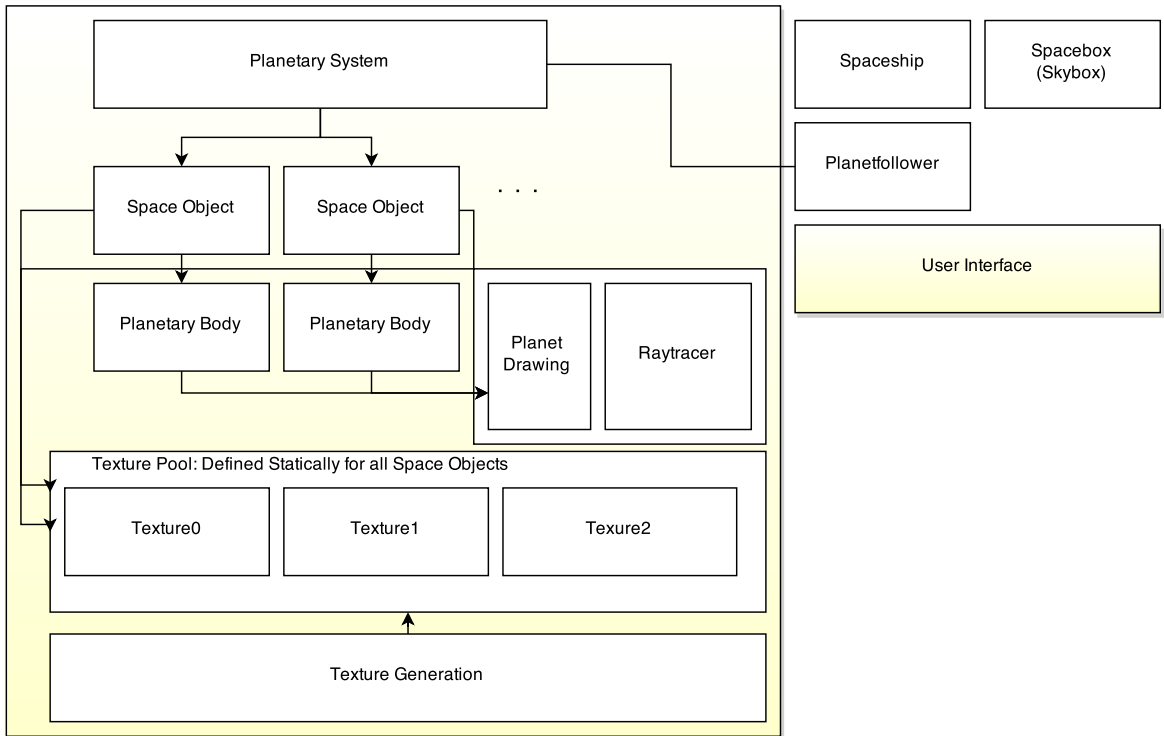 Planetary System
Spaceship
Spacebox
(Skybox)
Planetfollower
Space Object
Space Object
. . .
User Interface
Planetary Body
Planetary Body
Planet
Drawing
Raytracer
Texture Pool: Defined Statically for all Space Objects
Texture0
Texture1
Texure2
Texture Generation